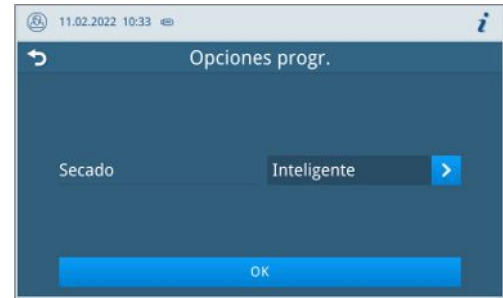 11.02.2022 10:33
i
Opciones progr.
Secado Inteligente
OK